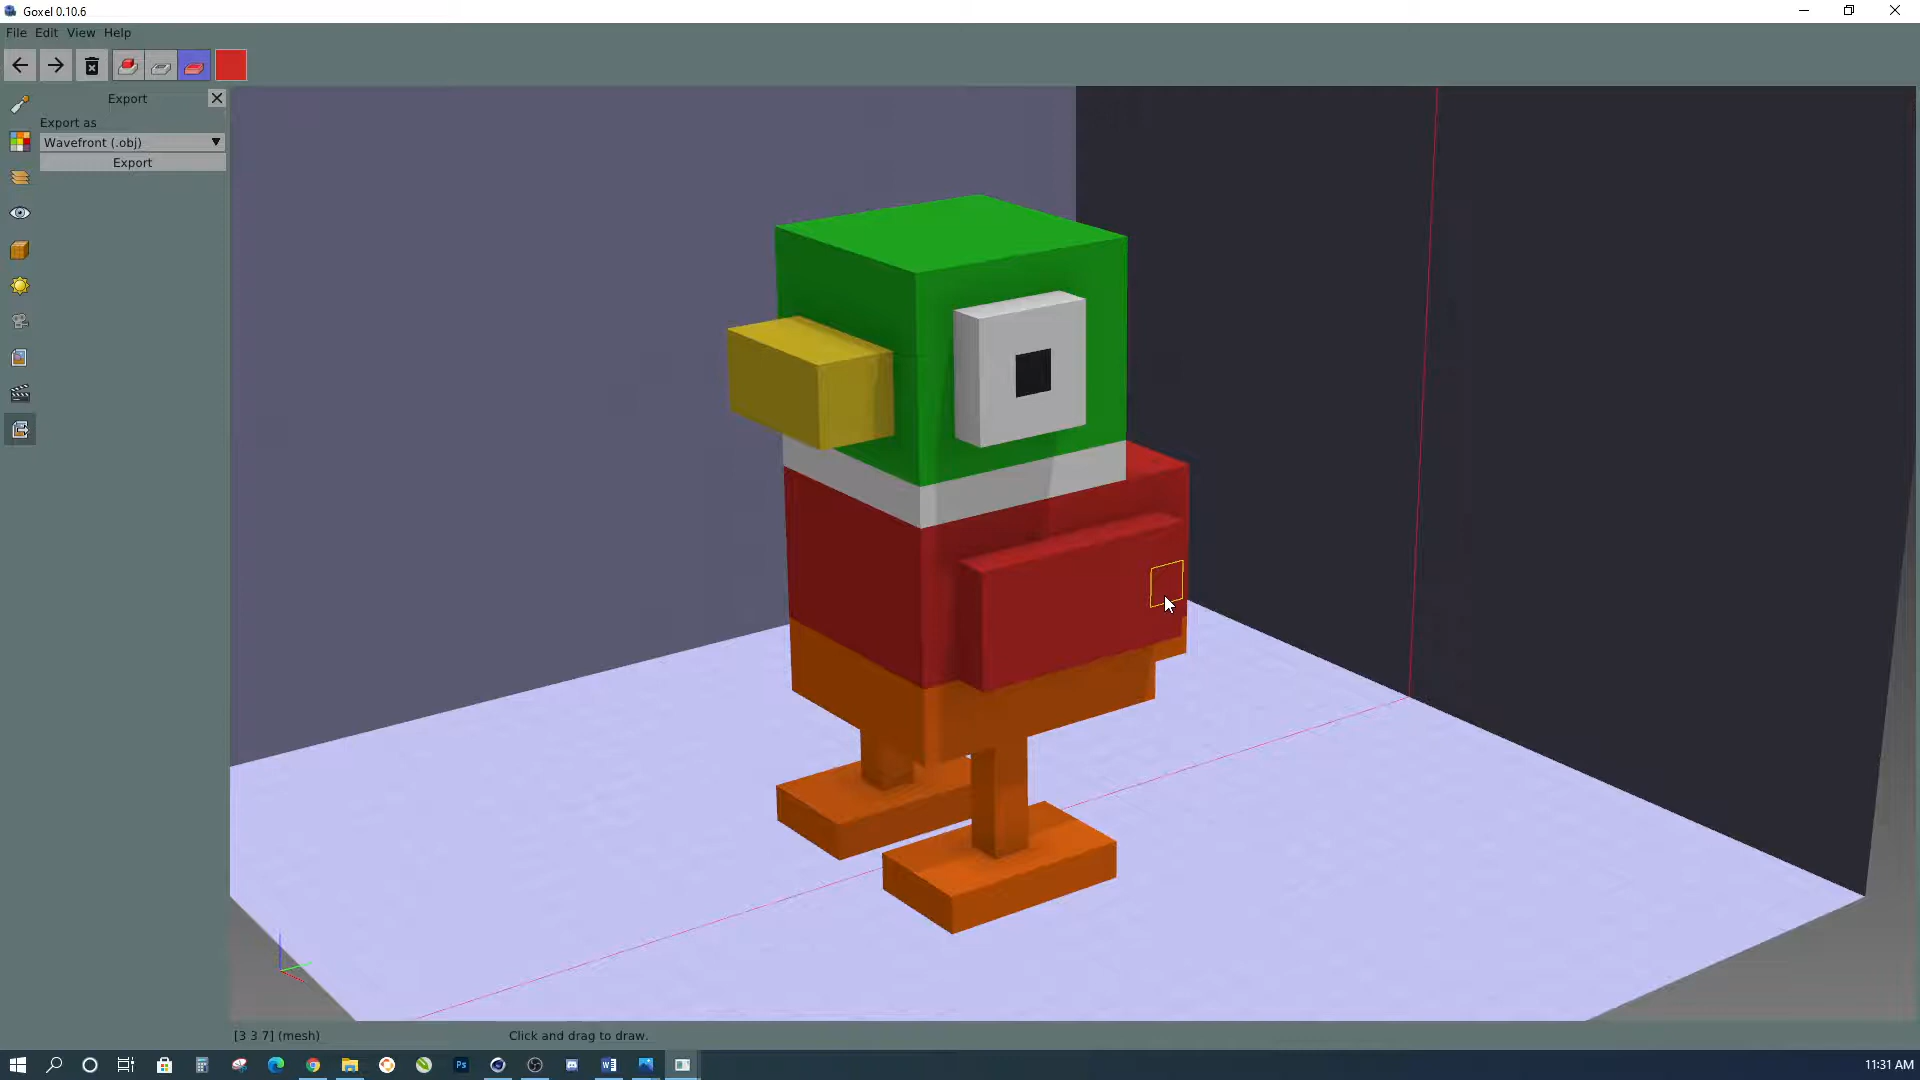 Goxel 0.10.6
File Edit View Help
Export
Export as
Wavefront (.obj)
Export
[3 3 7] (mesh) Click and drag to draw.
Ps
11:31 AM